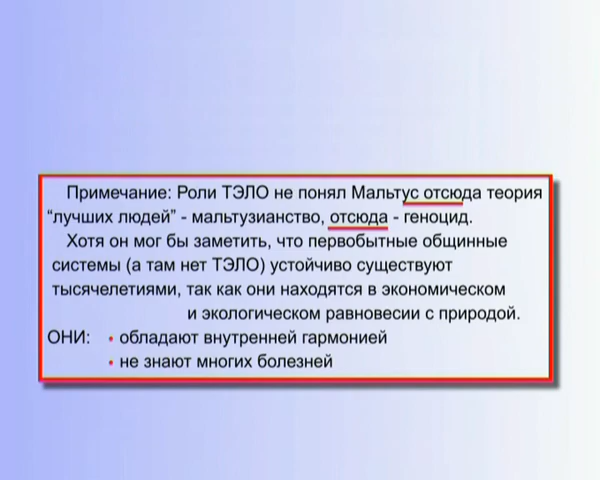 Примечание: Роли ТЭЛО не понял Мальтус отсюда теория
“лучших людей” - мальтузианство, отсюда - геноцид.
Хотя он мог бы заметить, что первобытные общинные
системы (а там нет ТЭЛО) устойчиво существуют
тысячелетиями, так как они находятся в экономическом
и экологическом равновесии с природой.
ОНИ: • обладают внутренней гармонией
• не знают многих болезней